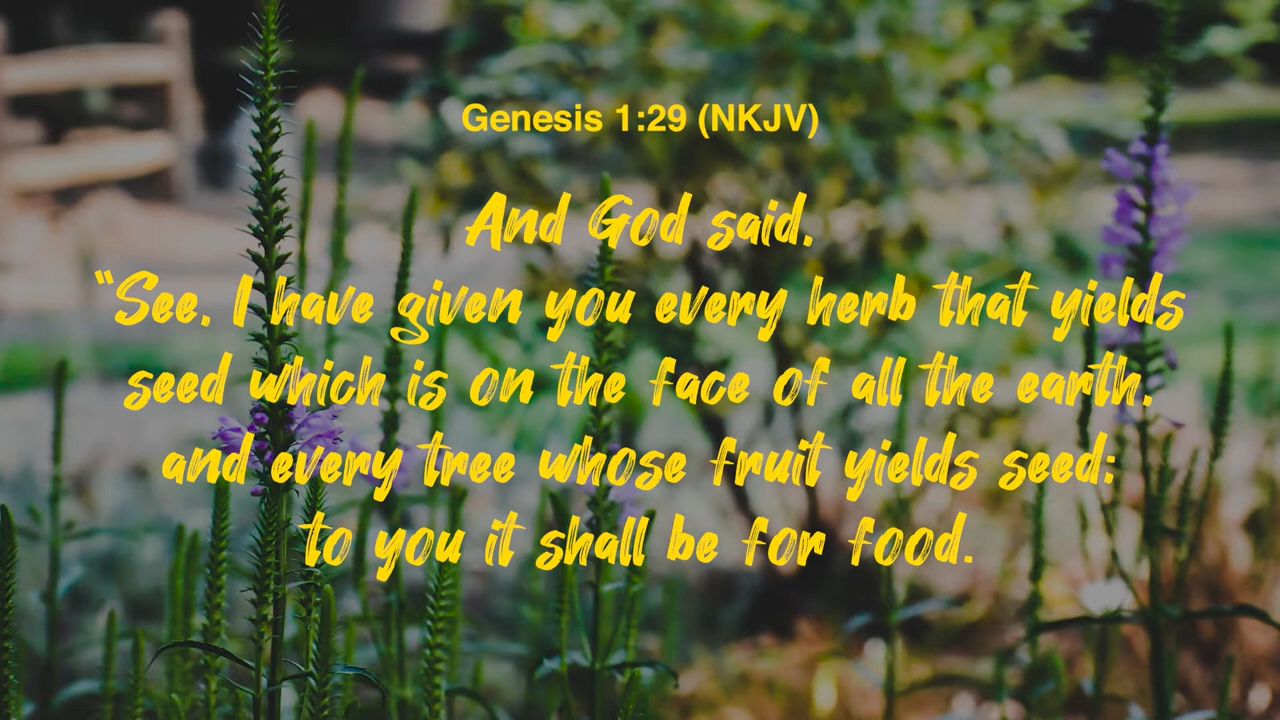 Genesis 1:29 (NKJV)
And God said,
“See, I have given you every herb that yields
seed which is on the face of all the earth,
and every tree whose fruit yields seed;
to you it shall be for food.